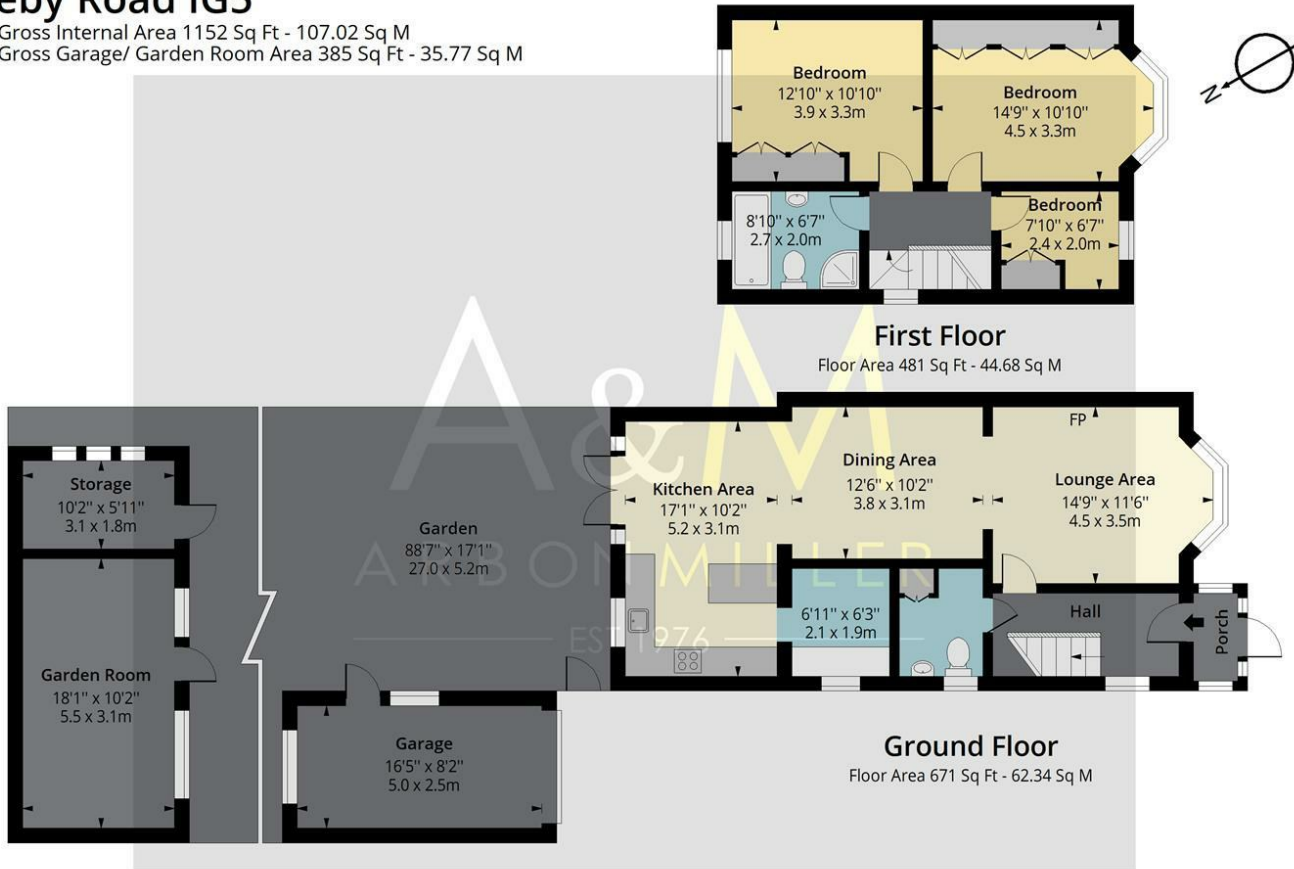 eby Road IG5
Gross Internal Area 1152 Sq Ft - 107.02 Sq M
Gross Garage/ Garden Room Area 385 Sq Ft - 35.77 Sq M
N
Bedroom
12'10" x 10'10"
3.9 x 3.3m
Bedroom
14'9" x 10'10"
4.5 x 3.3m
8'10" x 6'7"
2.7 x 2.0m
Bedroom
7'10" x 6'7"
2.4 x 2.0m
First Floor
Floor Area 481 Sq Ft - 44.68 Sq M
A&M
ARBON MILLER
EST 1976
Storage
10'2" x 5'11"
3.1 x 1.8m
Garden Room
18'1" x 10'2"
5.5 x 3.1m
Garden
88'7" x 17'1"
27.0 x 5.2m
Garage
16'5" x 8'2"
5.0 x 2.5m
Kitchen Area
17'1" x 10'2"
5.2 x 3.1m
Dining Area
12'6" x 10'2"
3.8 x 3.1m
FP
Lounge Area
14'9" x 11'6"
4.5 x 3.5m
6'11" x 6'3"
2.1 x 1.9m
Hall
Porch
Ground Floor
Floor Area 671 Sq Ft - 62.34 Sq M